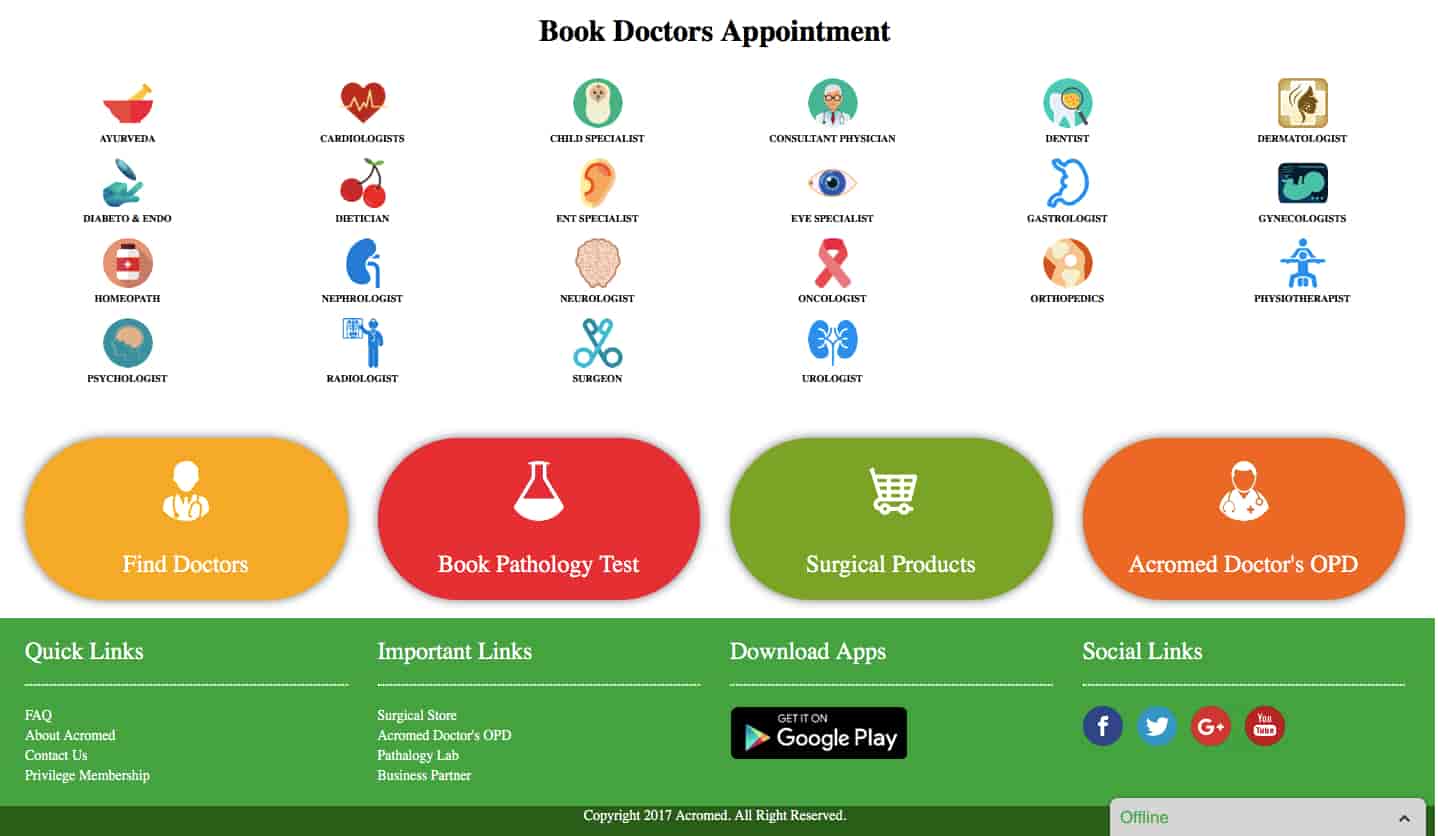 Book Doctors Appointment
AYURVEDA
CARDIOLOGISTS
CHILD SPECIALIST
CONSULTANT PHYSICIAN
DENTIST
DERMATOLOGIST
DIABETO & ENDO
DIETICIAN
ENT SPECIALIST
EYE SPECIALIST
GASTROLOGIST
GYNECOLOGISTS
HOMEOPATH
NEPHROLOGIST
NEUROLOGIST
ONCOLOGIST
ORTHOPEDICS
PHYSIOTHERAPIST
PSYCHOLOGIST
RADIOLOGIST
SURGEON
UROLOGIST
Find Doctors
Book Pathology Test
Surgical Products
Acromed Doctor's OPD
Quick Links
FAQ
About Acromed
Contact Us
Privilege Membership
Important Links
Surgical Store
Acromed Doctor's OPD
Pathalogy Lab
Business Partner
Download Apps
GET IT ON
Google Play
Social Links
f
G+
You
Tube
Copyright 2017 Acromed. All Right Reserved.
Offline